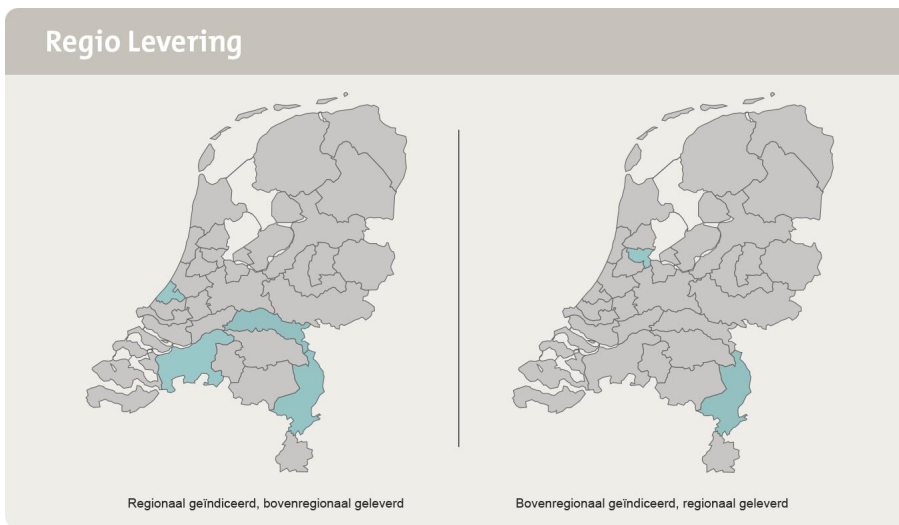 Regio Levering
Regionaal geïndiceerd, bovenregionaal geleverd
Bovenregionaal geïndiceerd, regionaal geleverd